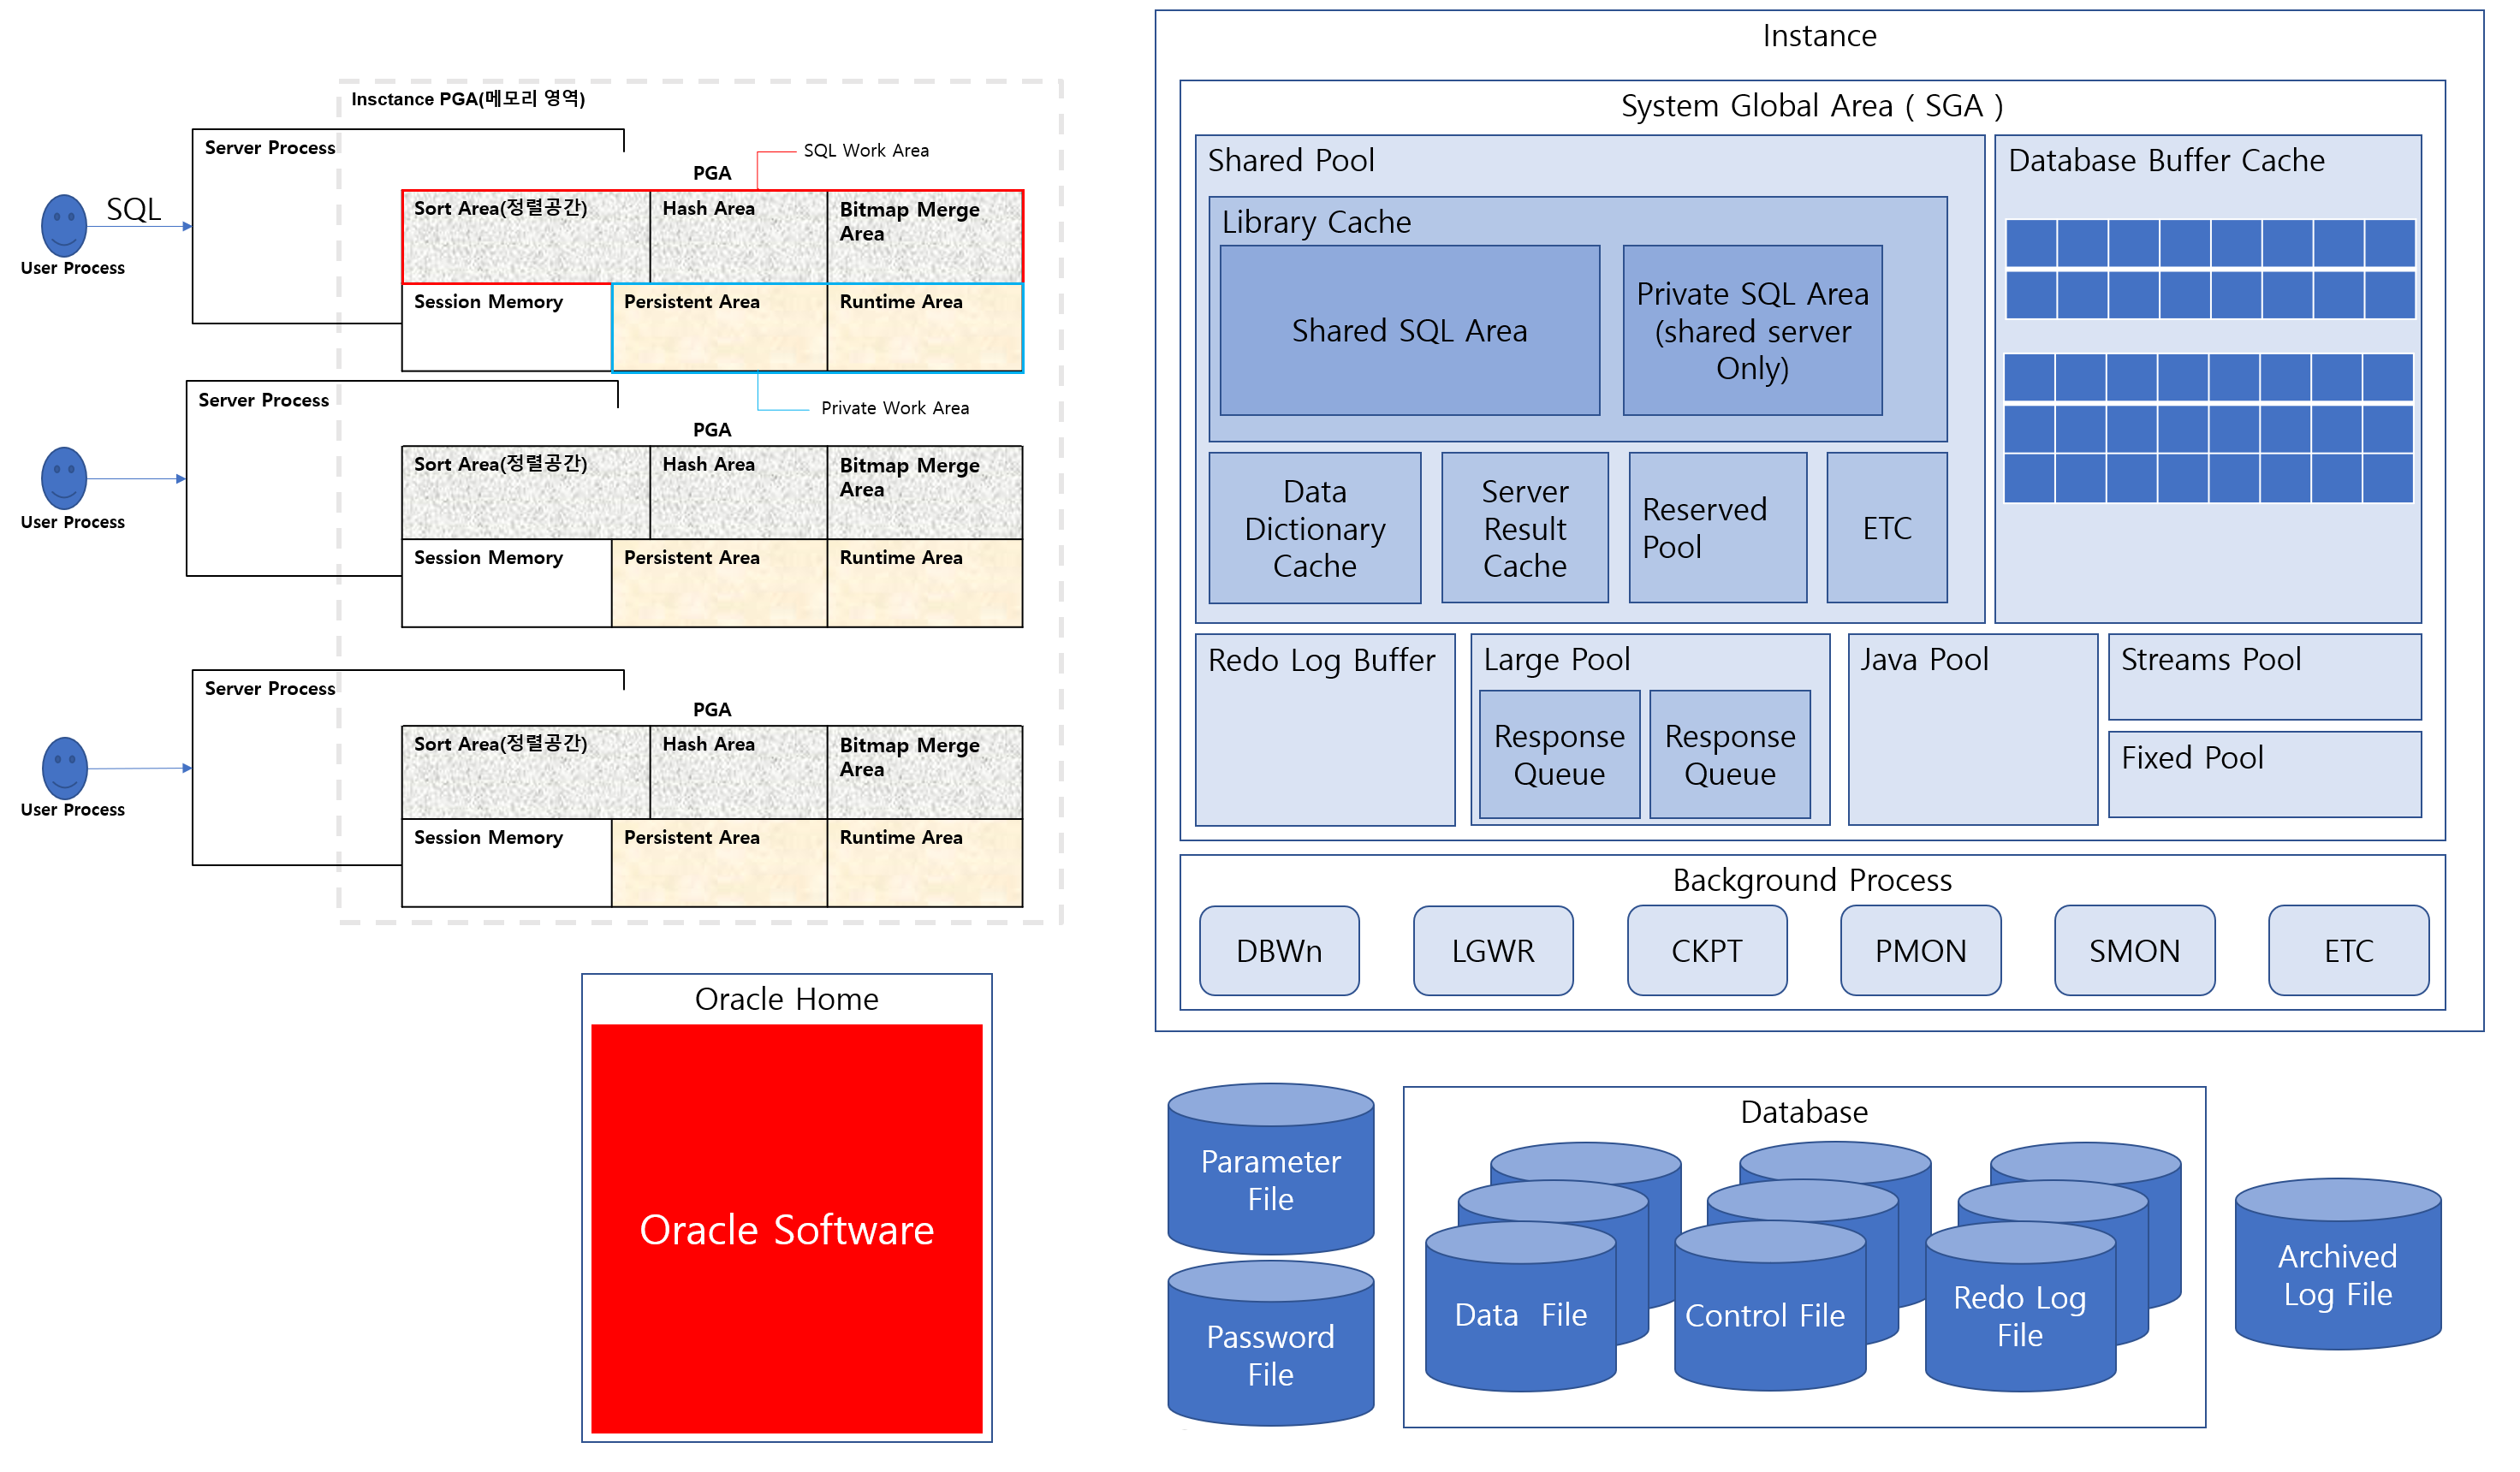 Insctance PGA(메모리 영역)
Server Process
SQL Work Area
PGA
SQL
User Process
Sort Area(정렬공간)
Hash Area
Bitmap Merge
Area
Session Memory
Persistent Area
Runtime Area
Private Work Area
Server Process
PGA
User Process
Sort Area(정렬공간)
Hash Area
Bitmap Merge
Area
Session Memory
Persistent Area
Runtime Area
Server Process
PGA
User Process
Sort Area(정렬공간)
Hash Area
Bitmap Merge
Area
Session Memory
Persistent Area
Runtime Area
Oracle Home
Oracle Software
Instance
System Global Area ( SGA )
Shared Pool
Library Cache
Shared SQL Area
Private SQL Area
(shared server
Only)
Data
Dictionary
Cache
Server
Result
Cache
Reserved
Pool
ETC
Database Buffer Cache
Redo Log Buffer
Large Pool
Response
Queue
Response
Queue
Java Pool
Streams Pool
Fixed Pool
Background Process
DBWn
LGWR
CKPT
PMON
SMON
ETC
Parameter
File
Password
File
Database
Data  File
Control File
Redo Log
File
Archived
Log File